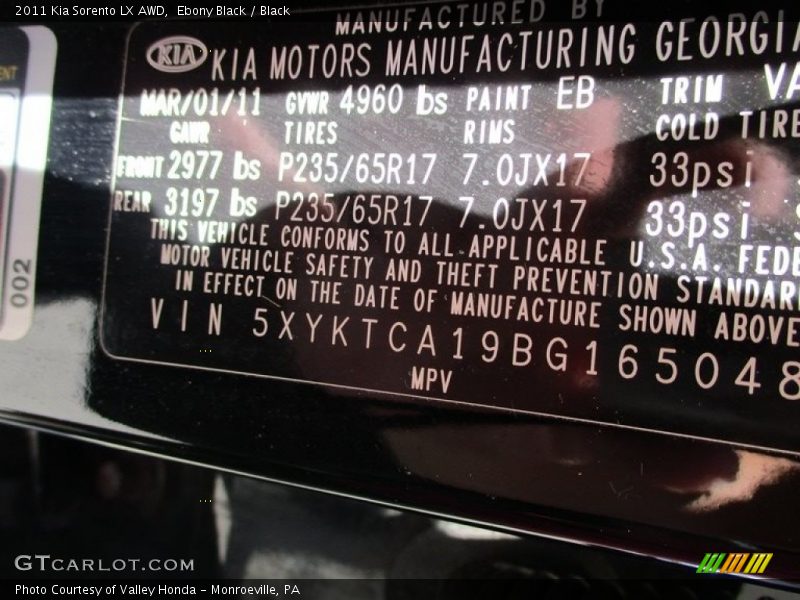 2011 Kia Sorento LX AWD, Ebony Black / Black
MANUFACTURED BY
KIA KIA MOTORS MANUFACTURING GEORGIA
MAR/01/11 GVWR 4960 lbs PAINT EB TRIM VA
GAWR TIRES RIMS COLD TIRE
FRONT 2977 lbs P235/65R17 7.0JX17 33psi
REAR 3197 lbs P235/65R17 7.0JX17 33psi
THIS VEHICLE CONFORMS TO ALL APPLICABLE U.S.A. FEDE
MOTOR VEHICLE SAFETY AND THEFT PREVENTION STANDAR
IN EFFECT ON THE DATE OF MANUFACTURE SHOWN ABOVE
VIN 5XYKTCA19BG165048
MPV
002
GTCARLOT.COM
Photo Courtesy of Valley Honda - Monroeville, PA